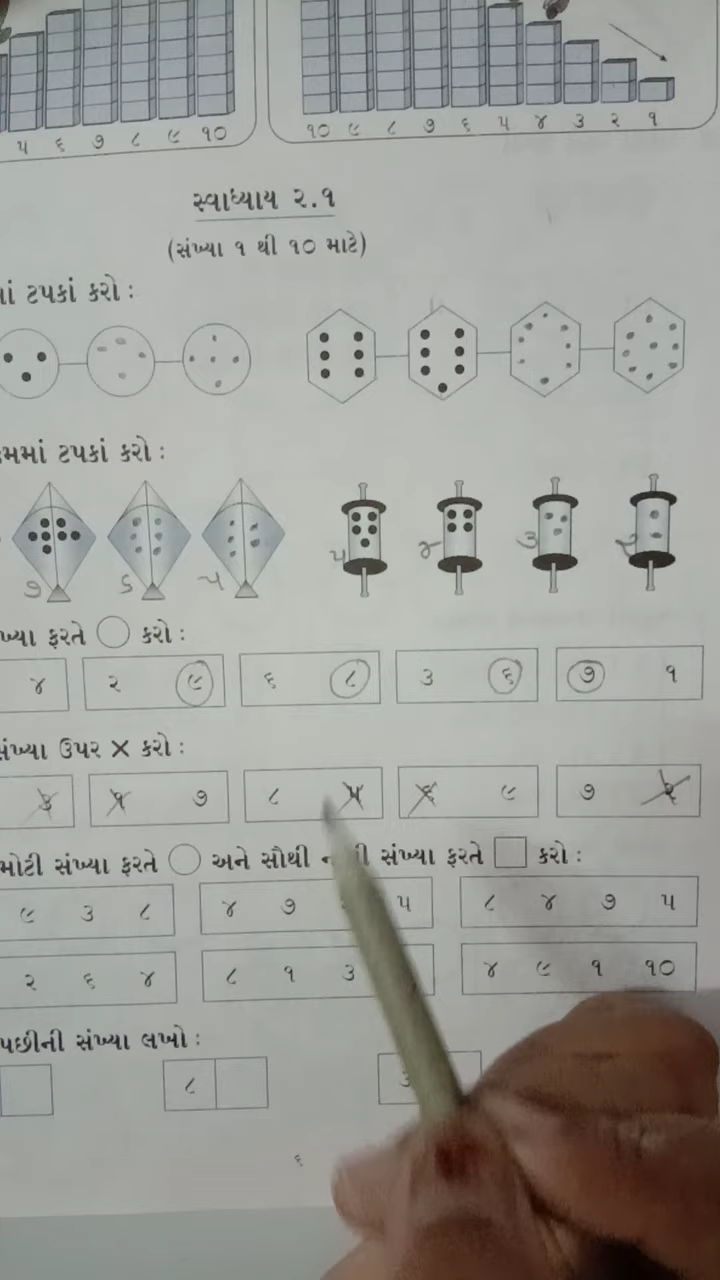 ૫ ૬ ૭ ૮ ૯ ૧૦
૧૦ ૯ ૮ ૭ ૬ ૫ ૪ ૩ ૨ ૧
સ્વાધ્યાય ૨.૧
(સંખ્યા ૧ થી ૧૦ માટે)
ટપકાં કરો :
ટપકાં કરો :
૭ ૬ ૫ ૫ ૪ ૩ ૨
ફરતે કરો :
૪ ૨ ૯ ૬ ૮ ૩ ૬ ૭ ૧
ઉપર × કરો :
૭ ૮ ૫ ૬ ૯ ૭
મોટી સંખ્યા ફરતે અને સૌથી સંખ્યા ફરતે કરો :
૯ ૩ ૮ ૪ ૭ ૫ ૮ ૪ ૭ ૫
૨ ૬ ૪ ૮ ૧ ૩ ૪ ૯ ૧ ૧૦
પછીની સંખ્યા લખો :
૮ ૩
૬